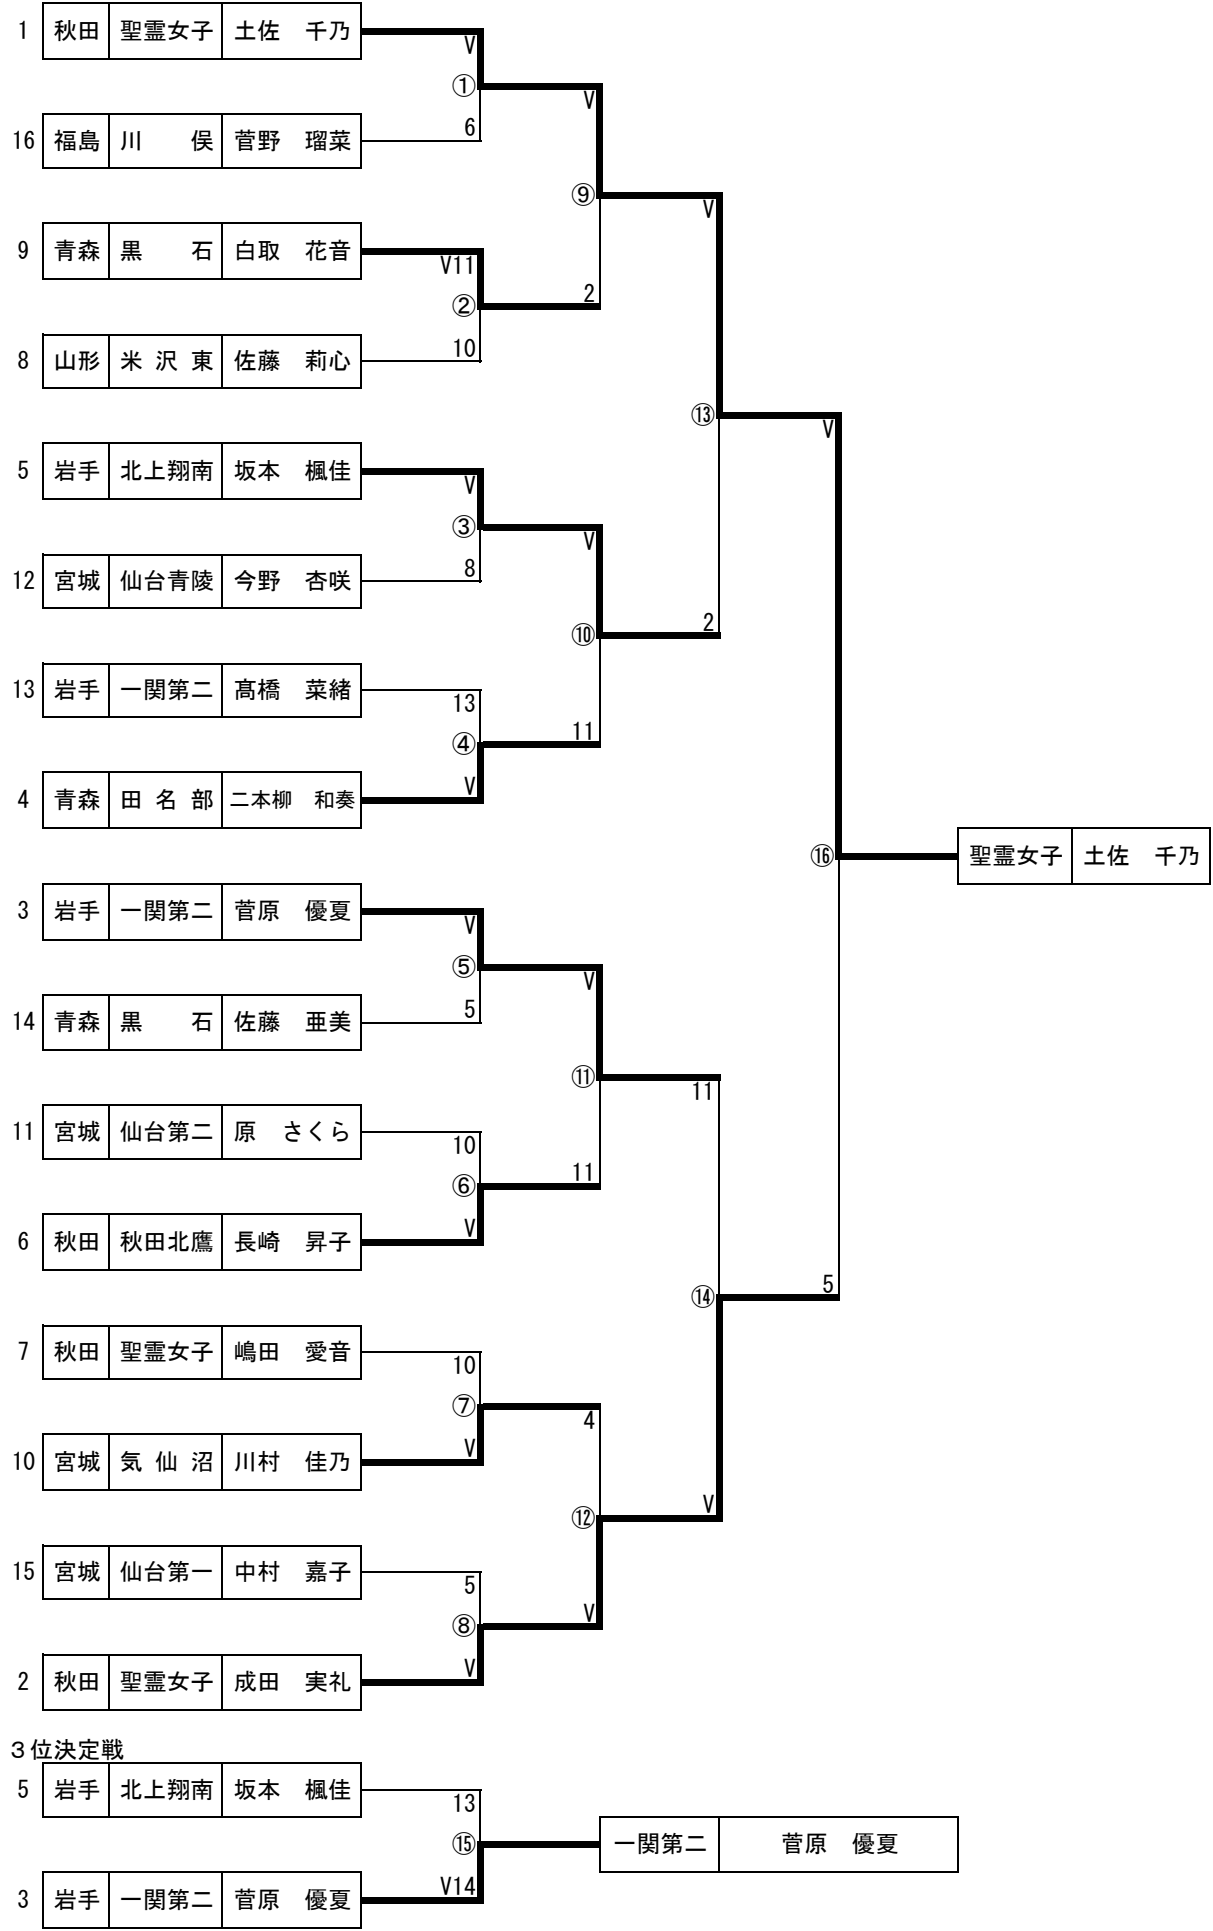 1 秋田 聖霊女子 土佐　千乃
V
① V
6
16 福島 川　　俣 菅野　瑠菜
⑨ V
9 青森 黒　　石 白取　花音
V11
② 2
10
8 山形 米 沢 東 佐藤　莉心
⑬ V
5 岩手 北上翔南 坂本　楓佳
V
③ V
8
12 宮城 仙台青陵 今野　杏咲
⑩ 2
13 岩手 一関第二 髙橋　菜緒
13
④ 11
V
4 青森 田 名 部 二本柳　和奏
⑯ 聖霊女子 土佐　千乃
3 岩手 一関第二 菅原　優夏
V
⑤ V
5
14 青森 黒　　石 佐藤　亜美
⑪ 11
11 宮城 仙台第二 原　さくら
10
⑥ 11
V
6 秋田 秋田北鷹 長崎　昇子
⑭ 5
7 秋田 聖霊女子 嶋田　愛音
10
⑦ 4
V
10 宮城 気 仙 沼 川村　佳乃
⑫ V
15 宮城 仙台第一 中村　嘉子
5
⑧ V
V
2 秋田 聖霊女子 成田　実礼
３位決定戦
5 岩手 北上翔南 坂本　楓佳
13
⑮ 一関第二 菅原　優夏
V14
3 岩手 一関第二 菅原　優夏